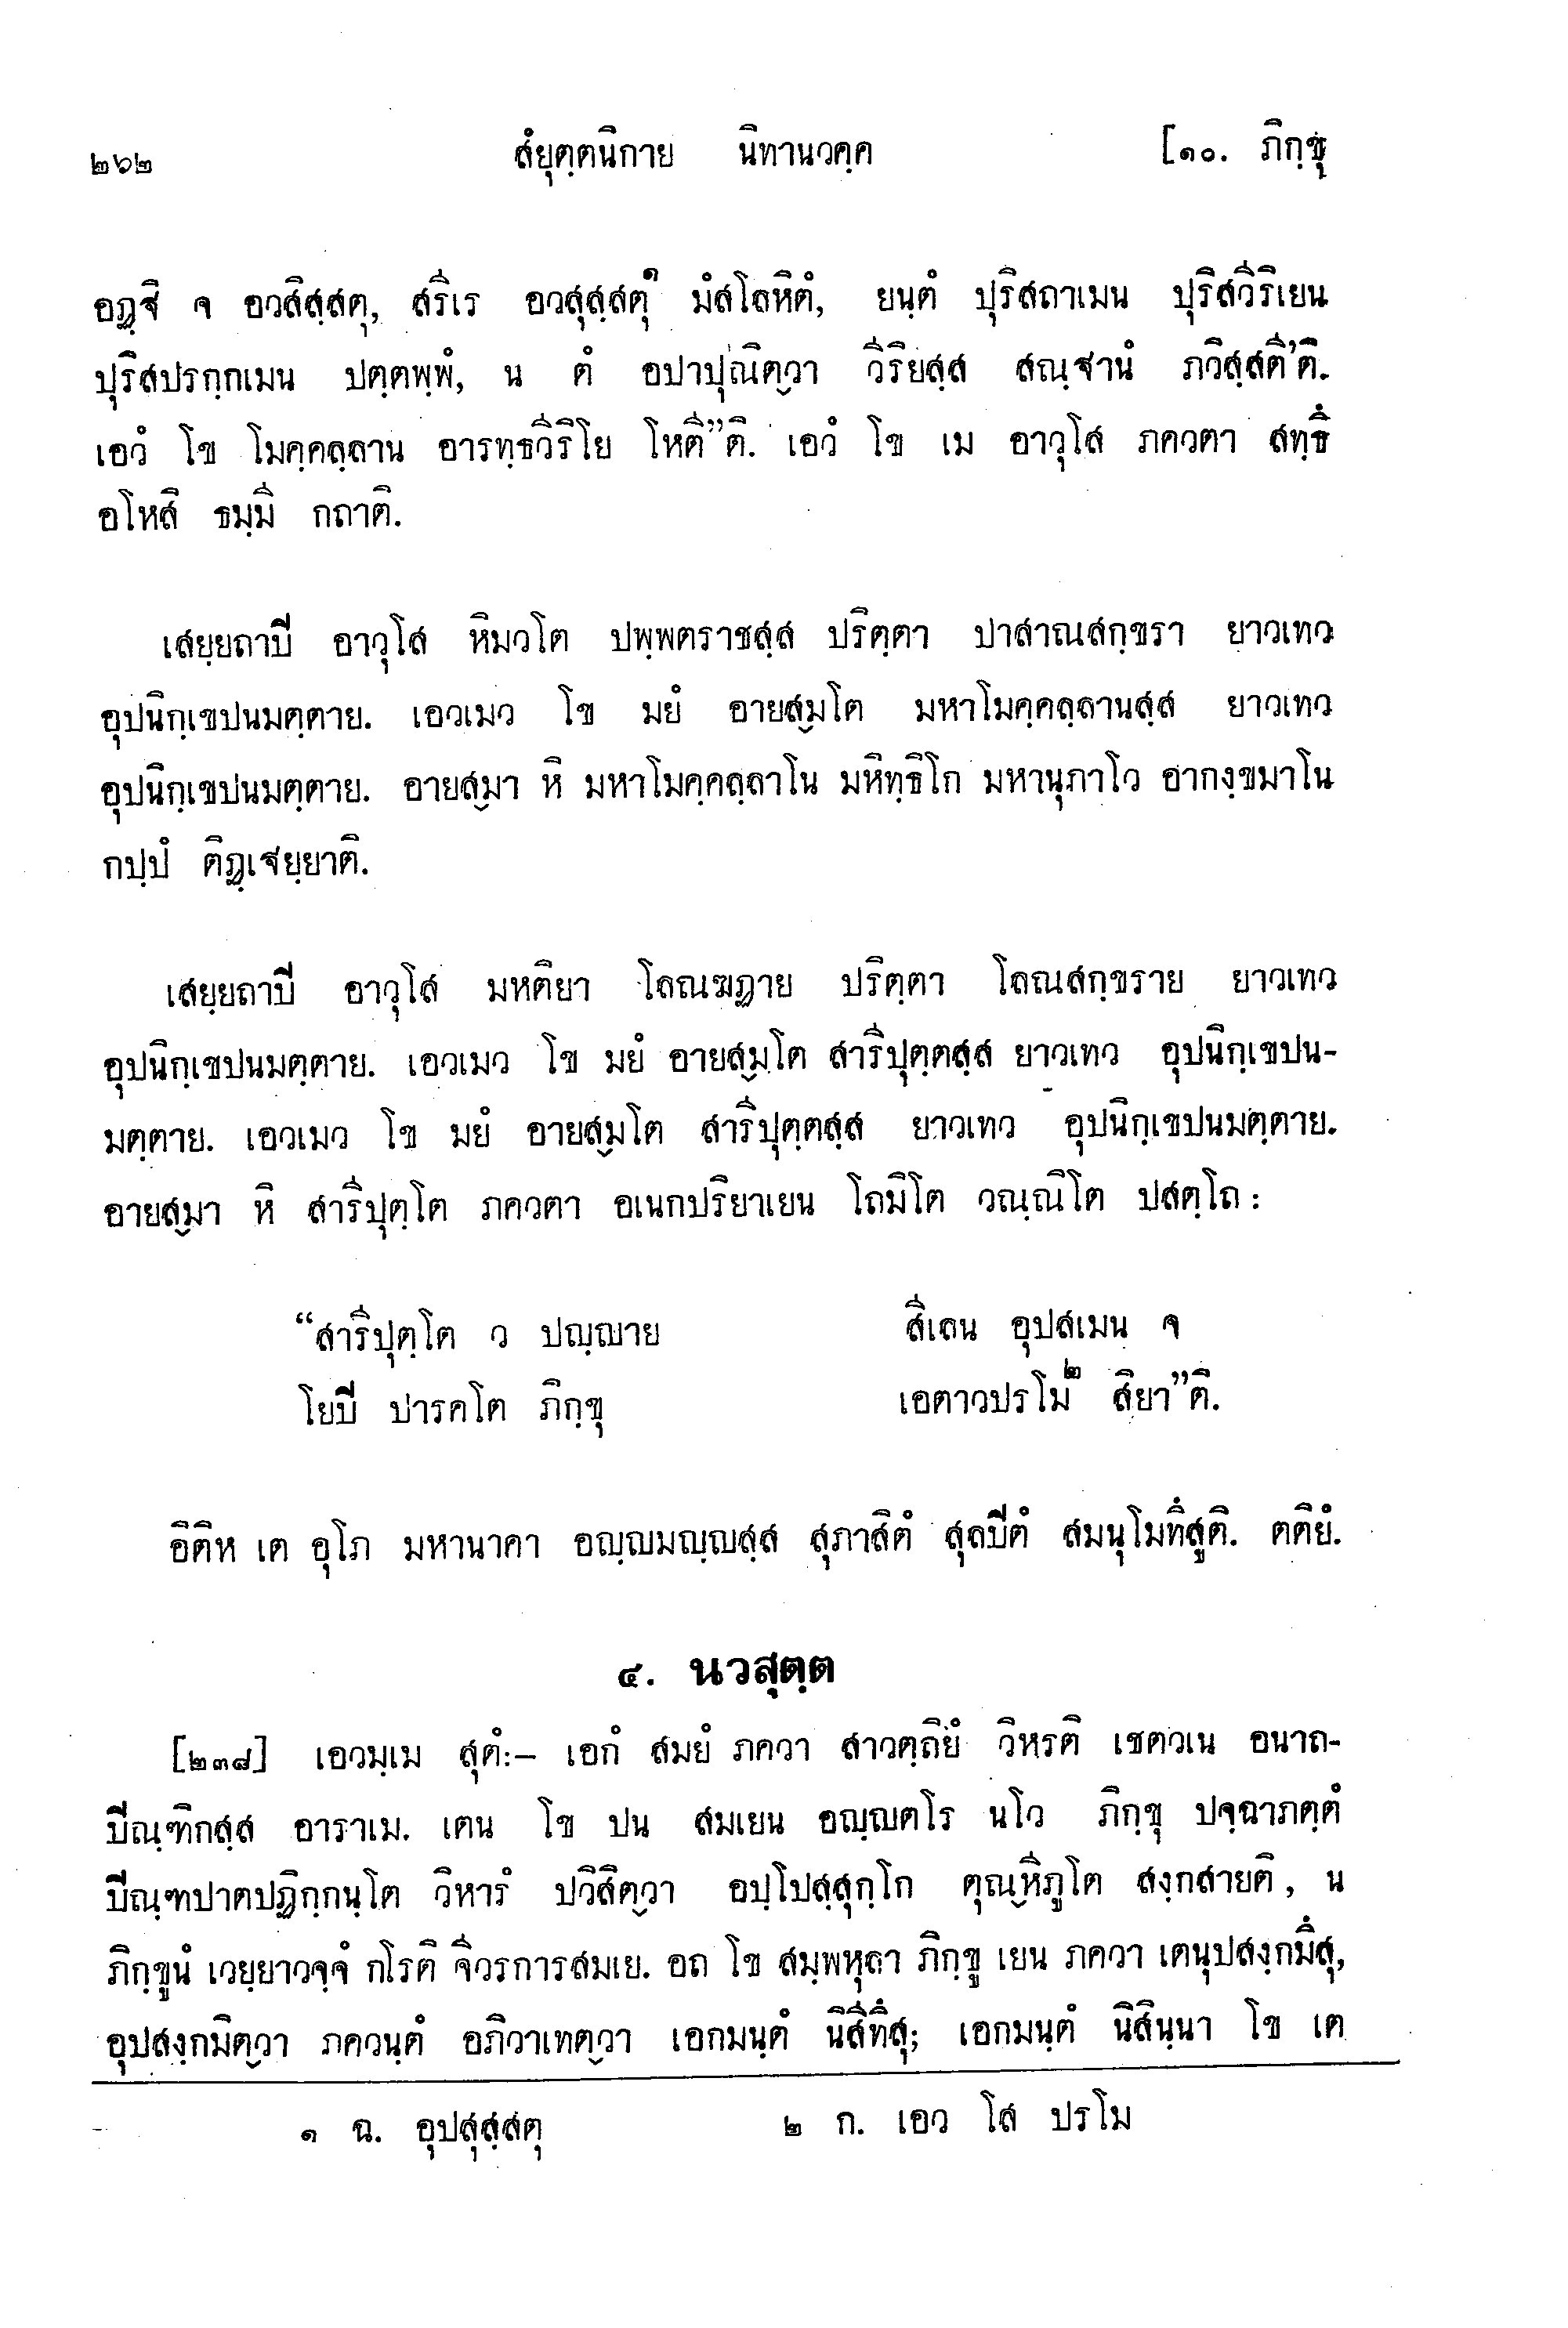 ๒๖๒ สํยุตฺตนิกาย นิทานวคฺค [๑๐. ภิกฺขุ
อฏฺฐิ จ อวสิสฺสตุ, สรีเร อวสุสฺสตุ๑ มํสโลหิตํ, ยนฺตํ ปุริสถาเมน ปุริสวีริเยน
ปุริสปรกฺกเมน ปตฺตพฺพํ, น ตํ อปาปุณิตฺวา วีริยสฺส สณฺฐานํ ภวิสฺสตี’ติ.
เอวํ โข โมคฺคลฺลาน อารทฺธวีริโย โหตี”ติ. เอวํ โข เม อาวุโส ภควตา สทฺธึ
อโหสิ ธมฺมี กถาติ.
เสยฺยถาปิ อาวุโส หิมวโต ปพฺพตราชสฺส ปริตฺตา ปาสาณสกฺขรา ยาวเทว
อุปนิกฺเขปนมตฺตาย. เอวเมว โข มยํ อายสฺมโต มหาโมคฺคลฺลานสฺส ยาวเทว
อุปนิกฺเขปนมตฺตาย. อายสฺมา หิ มหาโมคฺคลฺลาโน มหิทฺธิโก มหานุภาโว อากงฺขมาโน
กปฺปํ ติฏฺเฐยฺยาติ.
เสยฺยถาปิ อาวุโส มหติยา โลณฆฏาย ปริตฺตา โลณสกฺขราย ยาวเทว
อุปนิกฺเขปนมตฺตาย. เอวเมว โข มยํ อายสฺมโต สารีปุตฺตสฺส ยาวเทว อุปนิกฺเขปน-
มตฺตาย. เอวเมว โข มยํ อายสฺมโต สารีปุตฺตสฺส ยาวเทว อุปนิกฺเขปนมตฺตาย.
อายสฺมา หิ สารีปุตฺโต ภควตา อเนกปริยาเยน โถมิโต วณฺณิโต ปสตฺโถ :
“สารีปุตฺโต ว ปญฺญาย สีเลน อุปสเมน จ
โยปิ ปารคโต ภิกฺขุ เอตาวปรโม๒ สิยา”ติ.
อิติห เต อุโภ มหานาคา อญฺญมญฺญสฺส สุภาสิตํ สุลปิตํ สมนุโมทึสูติ. ตติยํ.
๔. นวสุตฺต
[๒๓๘] เอวมฺเม สุตํ:– เอกํ สมยํ ภควา สาวตฺถิยํ วิหรติ เชตวเน อนาถ-
ปิณฺฑิกสฺส อาราเม. เตน โข ปน สมเยน อญฺญตโร นโว ภิกฺขุ ปจฺฉาภตฺตํ
ปิณฺฑปาตปฏิกฺกนฺโต วิหารํ ปวิสิตฺวา อปฺโปสฺสุกฺโก ตุณฺหีภูโต สงฺกสายติ, น
ภิกฺขูนํ เวยฺยาวจฺจํ กโรติ จีวรการสมเย. อถ โข สมฺพหุลา ภิกฺขู เยน ภควา เตนุปสงฺกมึสุ,
อุปสงฺกมิตฺวา ภควนฺตํ อภิวาเทตฺวา เอกมนฺตํ นิสีทึสุ; เอกมนฺตํ นิสินฺนา โข เต
๑ ฉ. อุปสุสฺสตุ ๒ ก. เอว โส ปรโม